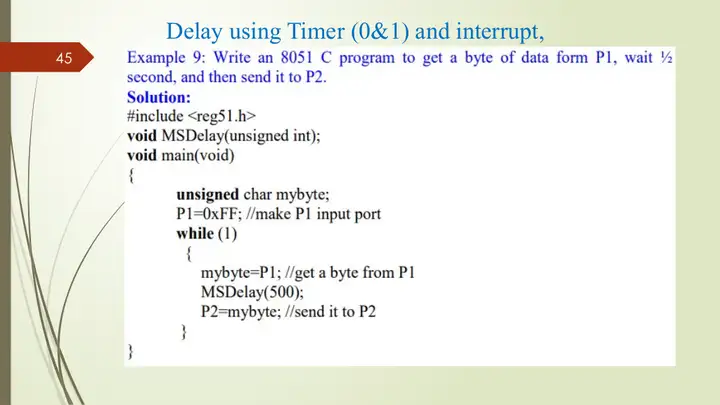 Delay using Timer (0&1) and interrupt,
45
Example 9: Write an 8051 C program to get a byte of data form P1, wait ½
second, and then send it to P2.
Solution:
#include <reg51.h>
void MSDelay(unsigned int);
void main(void)
{
unsigned char mybyte;
P1=0xFF; //make P1 input port
while (1)
{
mybyte=P1; //get a byte from P1
MSDelay(500);
P2=mybyte; //send it to P2
}
}